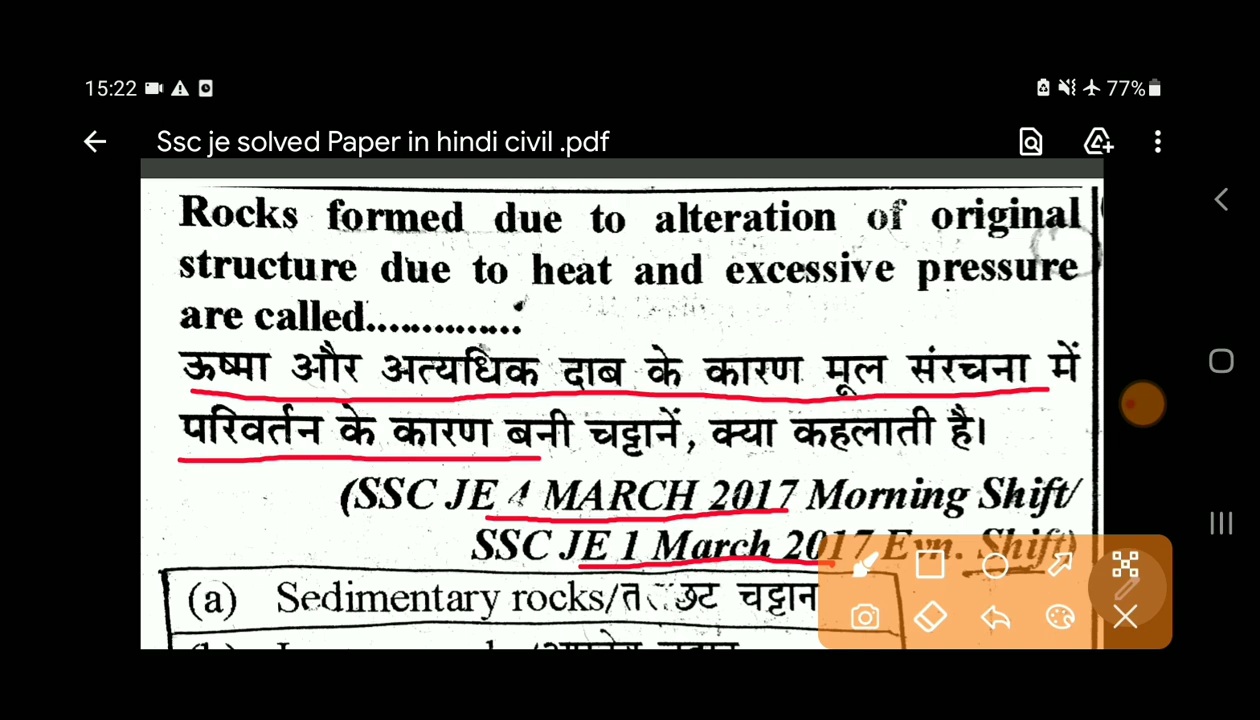 15:22
77%
Ssc je solved Paper in hindi civil .pdf
Rocks formed due to alteration of original
structure due to heat and excessive pressure
are called..............
ऊष्मा और अत्यधिक दाब के कारण मूल संरचना में
परिवर्तन के कारण बनी चट्टानें, क्या कहलाती है।
(SSC JE 4 MARCH 2017 Morning Shift/
SSC JE 1 March 2017 Evn. Shift)
(a) Sedimentary rocks/ चट्टान